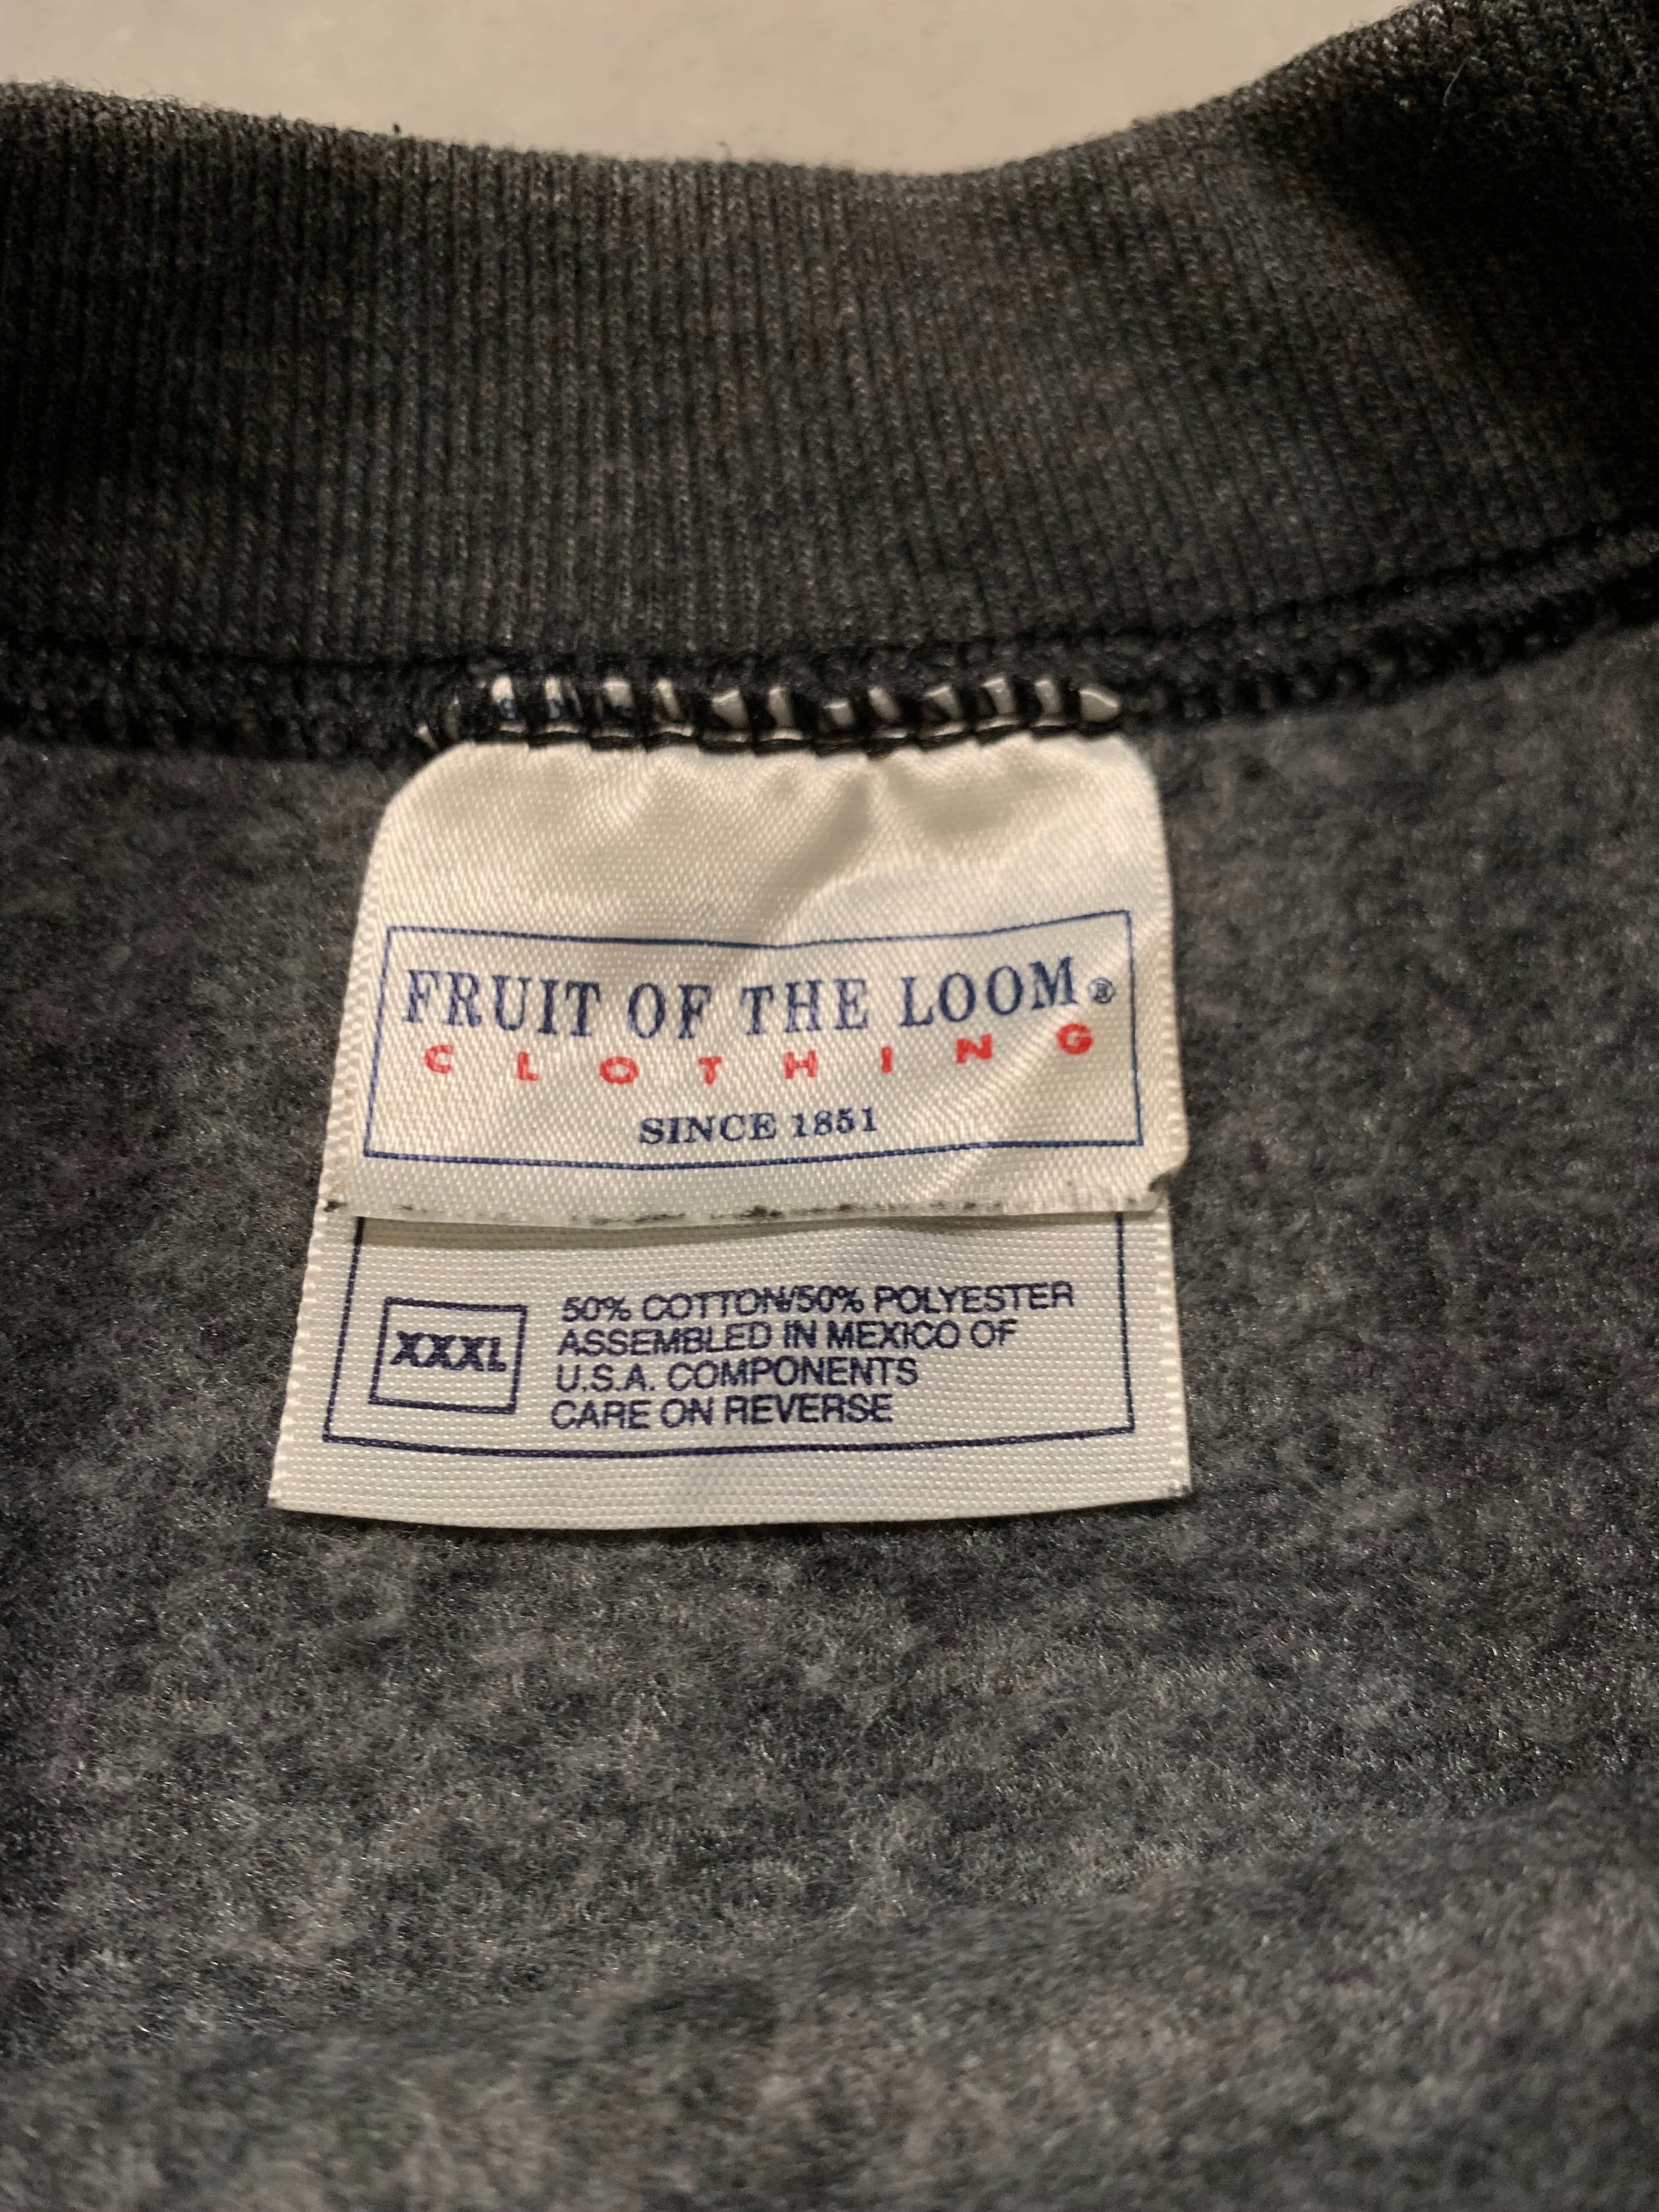 FRUIT OF THE LOOM®
CLOTHING
SINCE 1851
XXXL
50% COTTON/50% POLYESTER
ASSEMBLED IN MEXICO OF
U.S.A. COMPONENTS
CARE ON REVERSE